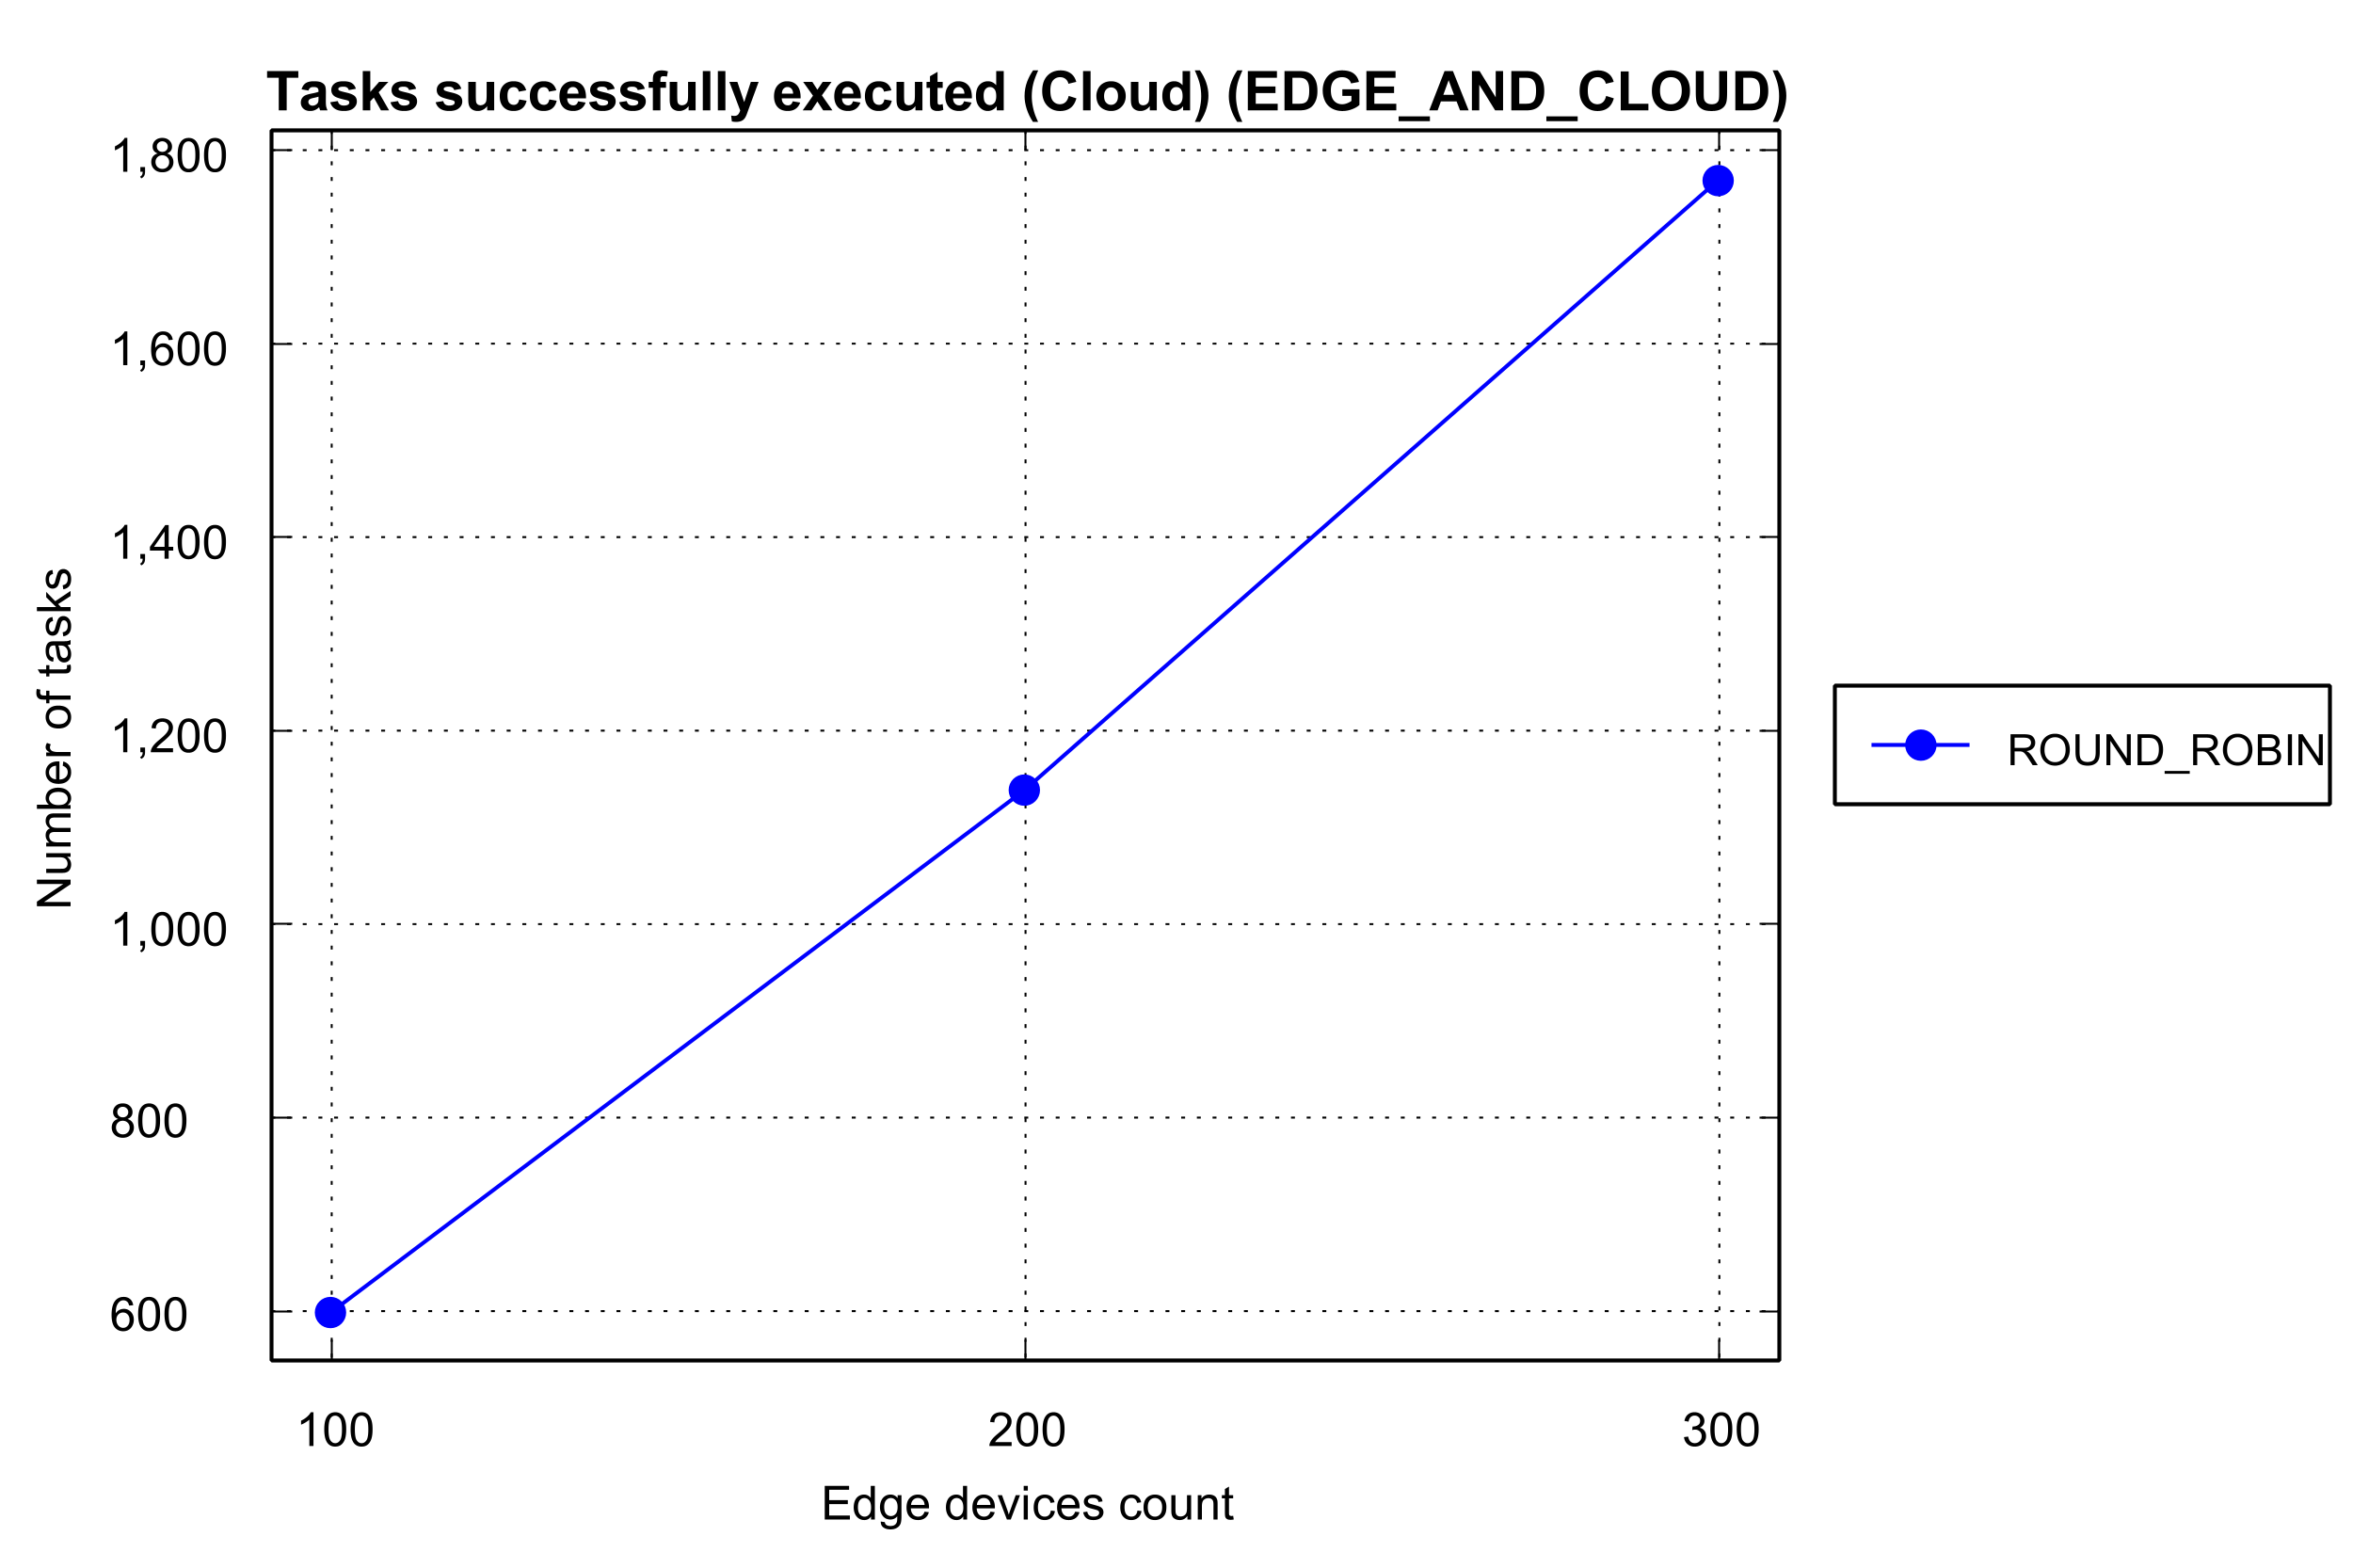 Tasks successfully executed (Cloud) (EDGE_AND_CLOUD)
1,800
1,600
1,400
1,200
1,000
800
600
Number of tasks
100 200 300
Edge devices count
ROUND_ROBIN